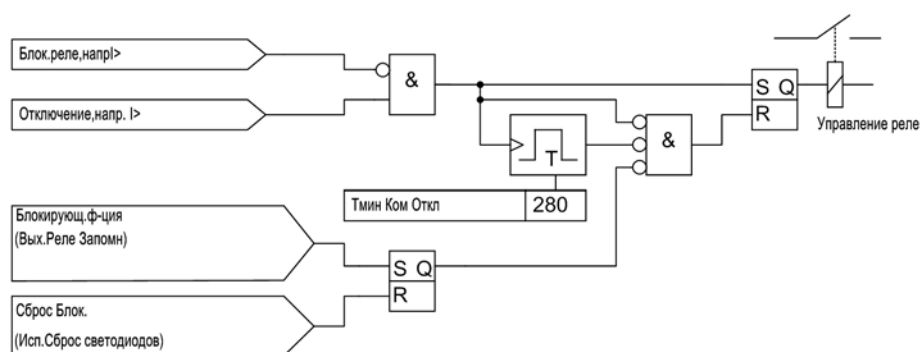 Блок.реле,напрI>
&
Отключение,напр. I>
S Q
R
Управление реле
&
T
Тмин Ком Откл 280
Блокирующ.ф-ция
(Вых.Реле Запомн)
S Q
R
Сброс Блок.
(Исп.Сброс светодиодов)